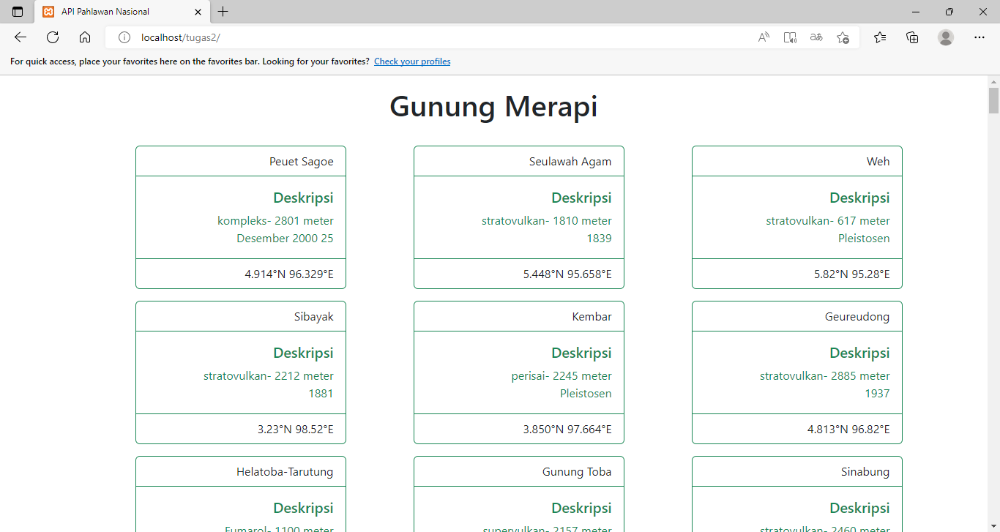 API Pahlawan Nasional
localhost/tugas2/
For quick access, place your favorites here on the favorites bar. Looking for your favorites? Check your profiles
Gunung Merapi
Peuet Sagoe
Deskripsi
kompleks- 2801 meter
Desember 2000 25
4.914°N 96.329°E
Seulawah Agam
Deskripsi
stratovulkan- 1810 meter
1839
5.448°N 95.658°E
Weh
Deskripsi
stratovulkan- 617 meter
Pleistosen
5.82°N 95.28°E
Sibayak
Deskripsi
stratovulkan- 2212 meter
1881
3.23°N 98.52°E
Kembar
Deskripsi
perisai- 2245 meter
Pleistosen
3.850°N 97.664°E
Geureudong
Deskripsi
stratovulkan- 2885 meter
1937
4.813°N 96.82°E
Helatoba-Tarutung
Deskripsi
Fumarol- 1100 meter
Gunung Toba
Deskripsi
supervulkan- 2157 meter
Sinabung
Deskripsi
stratovulkan- 2460 meter